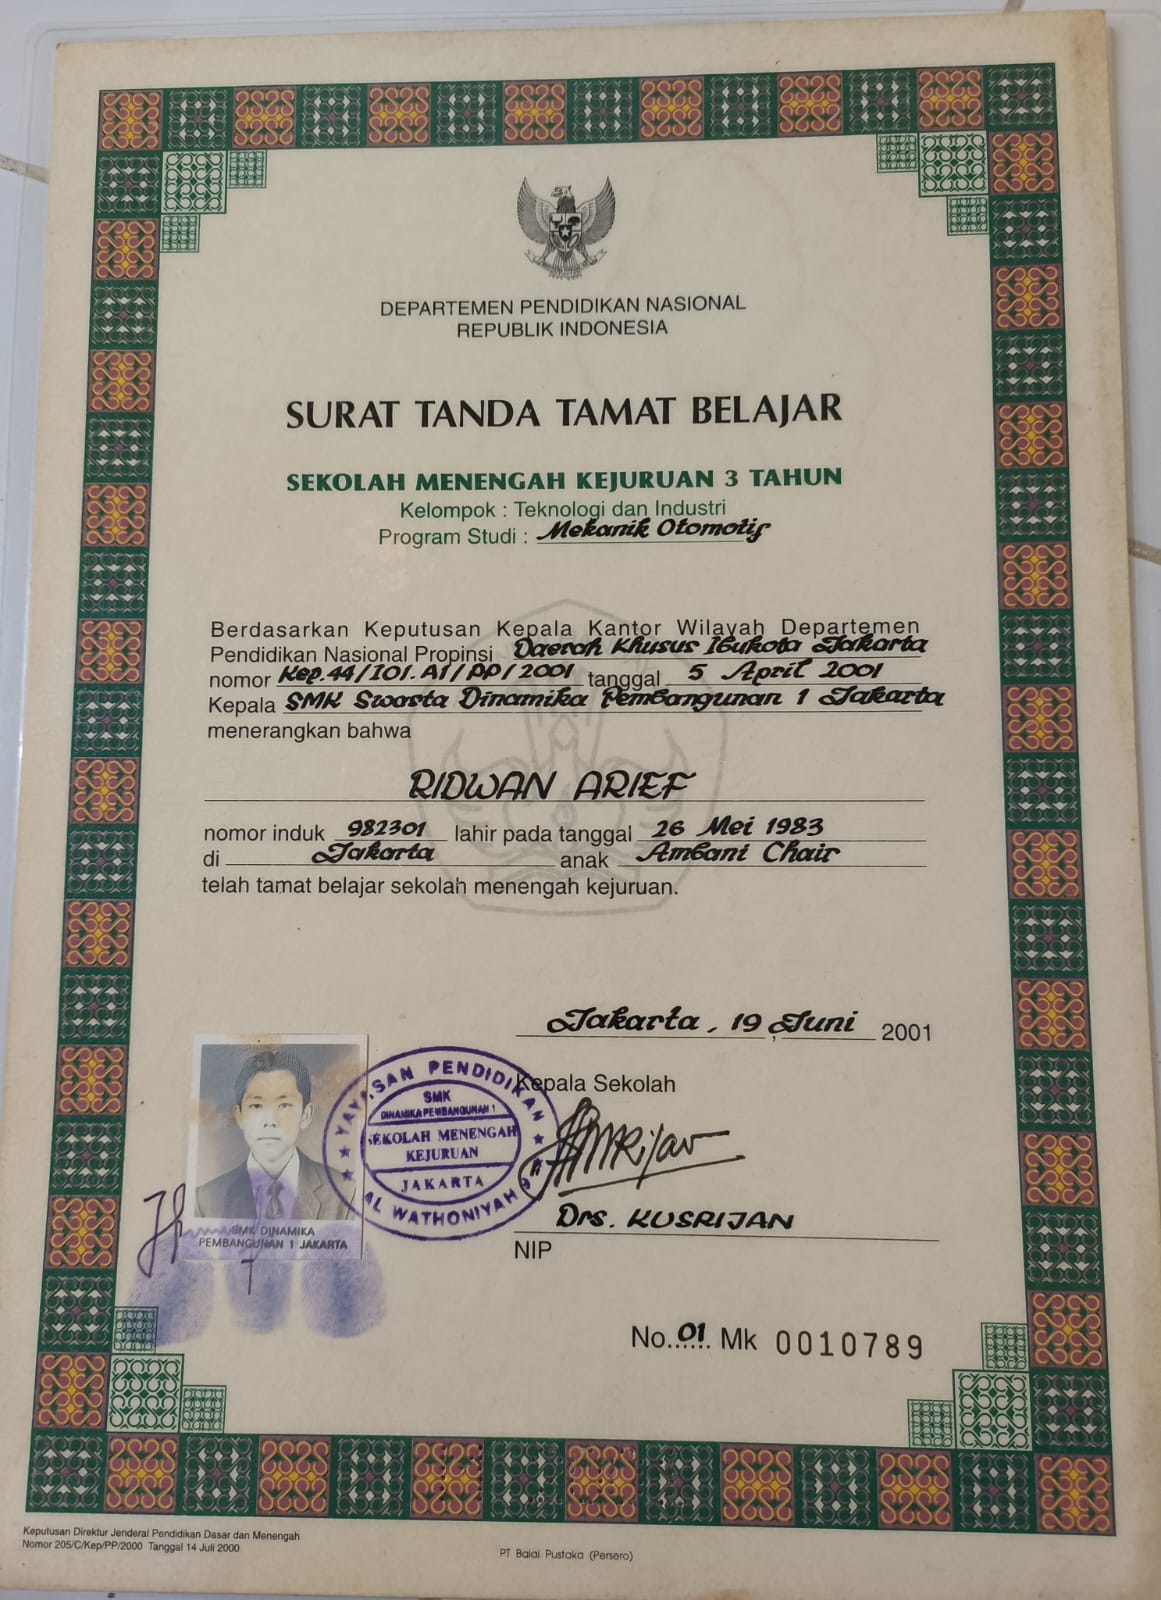 DEPARTEMEN PENDIDIKAN NASIONAL
REPUBLIK INDONESIA
SURAT TANDA TAMAT BELAJAR
SEKOLAH MENENGAH KEJURUAN 3 TAHUN
Kelompok : Teknologi dan Industri
Program Studi : Mekanik Otomotif
Berdasarkan Keputusan Kepala Kantor Wilayah Departemen
Pendidikan Nasional Propinsi Daerah Khusus Ibukota Jakarta
nomor Kep.44/I01.A1/PP/2001 tanggal 5 April 2001
Kepala SMK Swasta Dinamika Pembangunan 1 Jakarta
menerangkan bahwa
RIDWAN ARIEF
nomor induk 982301 lahir pada tanggal 26 Mei 1983
di Jakarta anak Ambani Chair
telah tamat belajar sekolah menengah kejuruan.
Jakarta, 19 Juni 2001
Kepala Sekolah
YAYASAN PENDIDIKAN
SMK
DINAMIKA PEMBANGUNAN 1
SEKOLAH MENENGAH
KEJURUAN
JAKARTA
AL WATHONIYAH 9
Drs. KUSRIJAN
NIP
SMK DINAMIKA
PEMBANGUNAN 1 JAKARTA
No. 01 Mk 0010789
Keputusan Direktur Jenderal Pendidikan Dasar dan Menengah
Nomor 205/C/Kep/PP/2000 Tanggal 14 Juli 2000
PT Balai Pustaka (Persero)